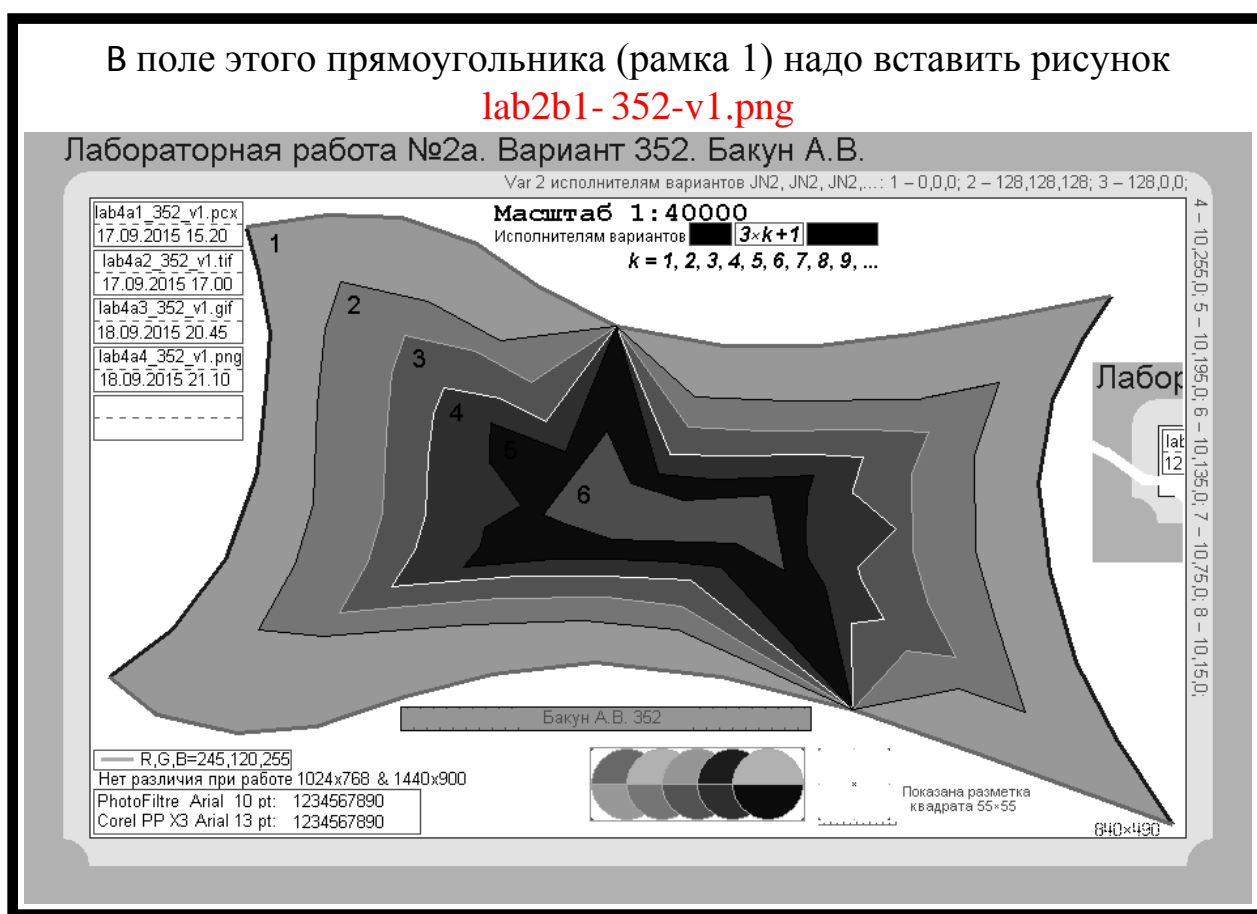 В поле этого прямоугольника (рамка 1) надо вставить рисунок
lab2b1- 352-v1.png
Лабораторная работа №2а. Вариант 352. Бакун А.В.
Var 2 исполнителям вариантов JN2, JN2, JN2,...: 1 – 0,0,0; 2 – 128,128,128; 3 – 128,0,0;
4 – 10,255,0; 5 – 10,195,0; 6 – 10,135,0; 7 – 10,75,0; 8 – 10,15,0;
lab4a1_352_v1.pcx
17.09.2015 15.20
lab4a2_352_v1.tif
17.09.2015 17.00
lab4a3_352_v1.gif
18.09.2015 20.45
lab4a4_352_v1.png
18.09.2015 21.10
Масштаб 1:40000
Исполнителям вариантов 3×k+1
k = 1, 2, 3, 4, 5, 6, 7, 8, 9, ...
1
2
3
4
5
6
Лабор
lab
12
Бакун А.В. 352
R,G,B=245,120,255
Нет различия при работе 1024x768 & 1440x900
PhotoFiltre Arial 10 pt: 1234567890
Corel PP X3 Arial 13 pt: 1234567890
Показана разметка
квадрата 55×55
840×490